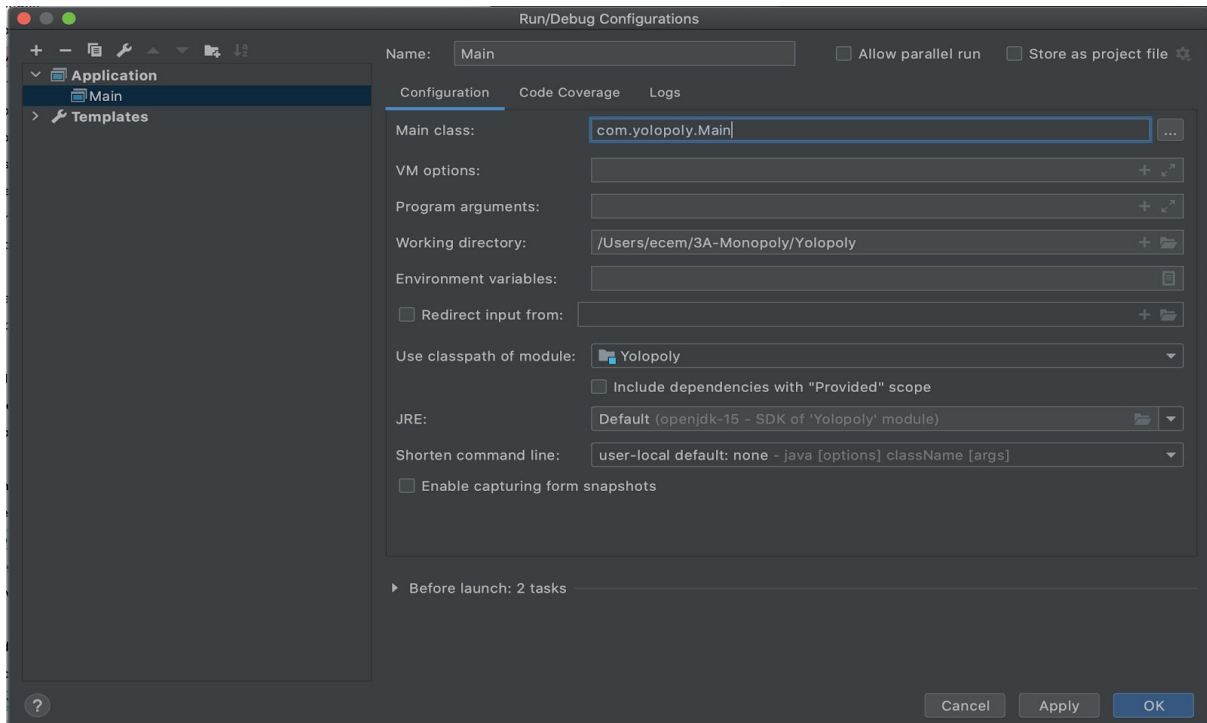 Run/Debug Configurations
Application
Main
Templates
Name: Main Allow parallel run Store as project file
Configuration Code Coverage Logs
Main class: com.yolopoly.Main ...
VM options:
Program arguments:
Working directory: /Users/ecem/3A-Monopoly/Yolopoly
Environment variables:
Redirect input from:
Use classpath of module: Yolopoly
Include dependencies with "Provided" scope
JRE: Default (openjdk-15 - SDK of 'Yolopoly' module)
Shorten command line: user-local default: none - java [options] className [args]
Enable capturing form snapshots
Before launch: 2 tasks
? Cancel Apply OK